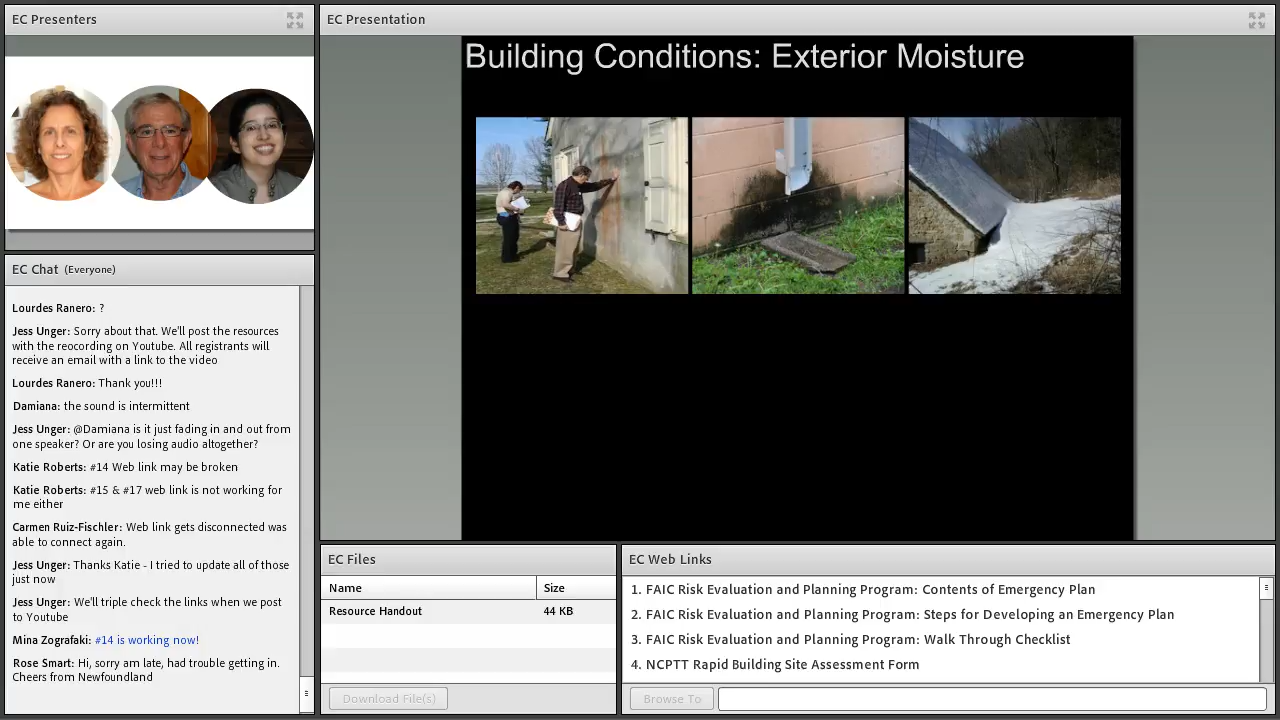 EC Presenters
EC Presentation
Building Conditions: Exterior Moisture
EC Chat (Everyone)
Lourdes Ranero: ?
Jess Unger: Sorry about that. We'll post the resources
with the reocording on Youtube. All registrants will
receive an email with a link to the video
Lourdes Ranero: Thank you!!!
Damiana: the sound is intermittent
Jess Unger: @Damiana is it just fading in and out from
one speaker? Or are you losing audio altogether?
Katie Roberts: #14 Web link may be broken
Katie Roberts: #15 & #17 web link is not working for
me either
Carmen Ruiz-Fischler: Web link gets disconnected was
able to connect again.
Jess Unger: Thanks Katie - I tried to update all of those
just now
Jess Unger: We'll triple check the links when we post
to Youtube
Mina Zografaki: #14 is working now!
Rose Smart: Hi, sorry am late, had trouble getting in.
Cheers from Newfoundland
EC Files
Name Size
Resource Handout 44 KB
Download File(s)
EC Web Links
1. FAIC Risk Evaluation and Planning Program: Contents of Emergency Plan
2. FAIC Risk Evaluation and Planning Program: Steps for Developing an Emergency Plan
3. FAIC Risk Evaluation and Planning Program: Walk Through Checklist
4. NCPTT Rapid Building Site Assessment Form
Browse To